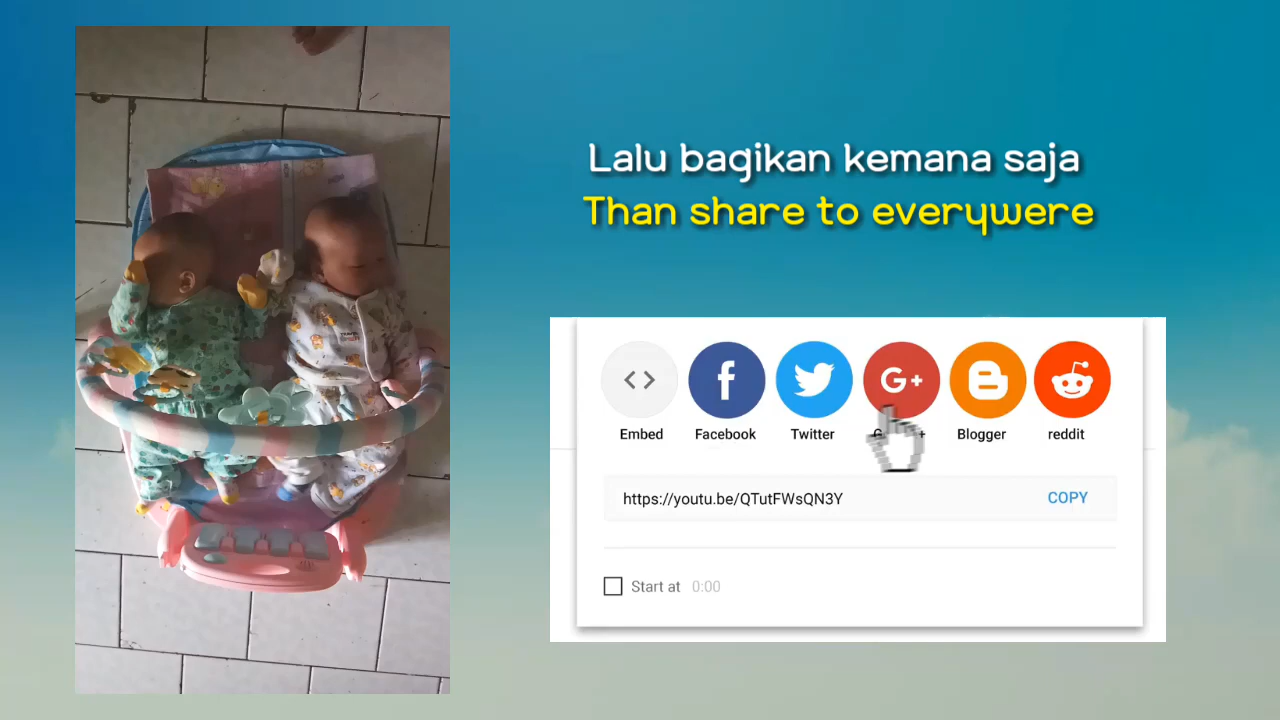 Lalu bagikan kemana saja
Than share to everywere
Embed
Facebook
Twitter
Blogger
reddit
https://youtu.be/QTutFWsQN3Y
COPY
Start at 0:00